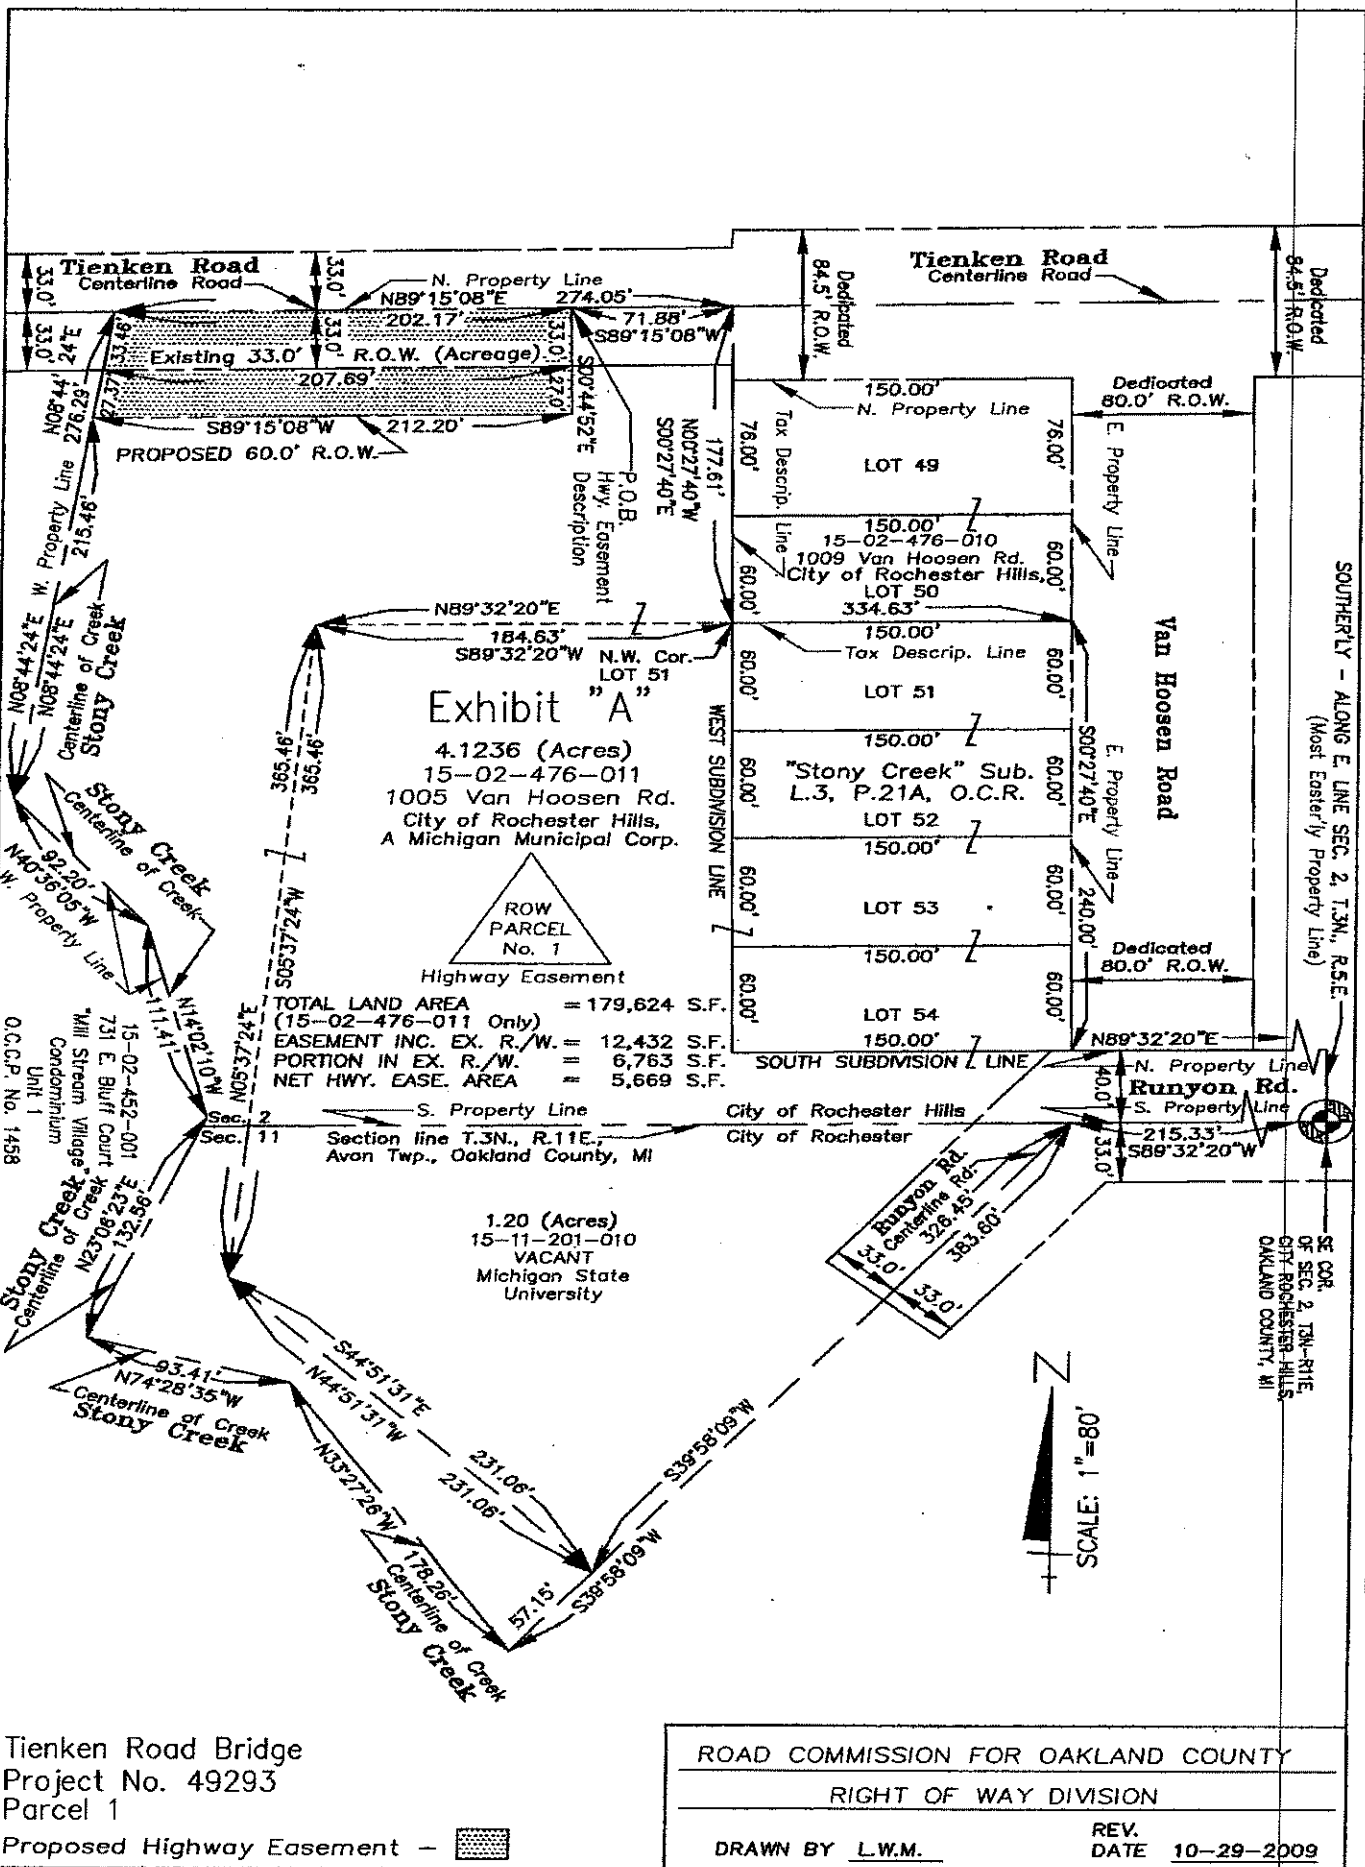 Tienken Road
Centerline Road
33.0'
33.0'
33.0'
33.0'
N. Property Line
N89°15'08"E 274.05'
202.17'
71.88'
S89°15'08"W
33.46'
33.0'
Existing 33.0' R.O.W. (Acreage)
207.69'
27.37'
27.0'
S00°44'52"E
S89°15'08"W 212.20'
PROPOSED 60.0' R.O.W.
P.O.B.
Hwy. Easement
Description
N08°44'24"E
276.29'
W. Property Line
215.46'
N08°44'24"E
N08°44'24"E
Centerline of Creek
Stony Creek
Dedicated
84.5' R.O.W.
Tienken Road
Centerline Road
Dedicated
84.5' R.O.W.
177.61'
N00°27'40"W
S00°27'40"E
150.00'
N. Property Line
Tax Descrip. Line
76.00'
76.00'
LOT 49
Dedicated
80.0' R.O.W.
E. Property Line
150.00'
15-02-476-010
1009 Van Hoosen Rd.
City of Rochester Hills,
LOT 50
60.00'
60.00'
334.63'
150.00'
Tax Descrip. Line
N89°32'20"E
184.63'
S89°32'20"W
N.W. Cor.
LOT 51
60.00'
60.00'
LOT 51
150.00'
"Stony Creek" Sub.
L.3, P.21A, O.C.R.
LOT 52
60.00'
60.00'
150.00'
LOT 53
60.00'
60.00'
150.00'
LOT 54
60.00'
60.00'
150.00'
WEST SUBDIVISION LINE
S00°27'40"E 240.00'
E. Property Line
Van Hoosen Road
Dedicated
80.0' R.O.W.
SOUTHER'LY - ALONG E. LINE SEC. 2, T.3N., R.5E.
(Most Easter'ly Property Line)
Exhibit "A"
4.1236 (Acres)
15-02-476-011
1005 Van Hoosen Rd.
City of Rochester Hills,
A Michigan Municipal Corp.
ROW
PARCEL
No. 1
Highway Easement
TOTAL LAND AREA = 179,624 S.F.
(15-02-476-011 Only)
EASEMENT INC. EX. R./W. = 12,432 S.F.
PORTION IN EX. R./W. = 6,763 S.F.
NET HWY. EASE. AREA = 5,669 S.F.
365.46'
365.46'
S05°37'24"W
N05°37'24"E
Stony Creek
Centerline of Creek
92.20'
N40°36'05"W
W. Property Line
111.41'
N14°02'10"W
15-02-452-001
731 E. Bluff Court
"Mill Stream Village"
Condominium
Unit 1
O.C.C.P. No. 1458
SOUTH SUBDIVISION LINE
N89°32'20"E
N. Property Line
40.0'
Runyon Rd.
S. Property Line
215.33'
S89°32'20"W
33.0'
Sec. 2
Sec. 11
S. Property Line
Section line T.3N., R.11E.,
Avon Twp., Oakland County, MI
City of Rochester Hills
City of Rochester
SE COR.
OF SEC. 2, T3N-R11E,
CITY ROCHESTER HILLS,
OAKLAND COUNTY, MI
Runyon Rd.
Centerline Rd.
326.45'
383.60'
33.0'
33.0'
1.20 (Acres)
15-11-201-010
VACANT
Michigan State
University
N23°06'23"E
132.56'
Centerline of Creek
Stony Creek
93.41'
N74°28'35"W
Centerline of Creek
Stony Creek
S44°51'31"E
N44°51'31"W
231.06'
231.06'
N33°27'26"W
178.26'
Centerline of Creek
Stony Creek
S39°58'09"W
S39°58'09"W
57.15'
Z
SCALE: 1"=80'
Tienken Road Bridge
Project No. 49293
Parcel 1
Proposed Highway Easement -
ROAD COMMISSION FOR OAKLAND COUNTY
RIGHT OF WAY DIVISION
DRAWN BY L.W.M.
REV.
DATE 10-29-2009